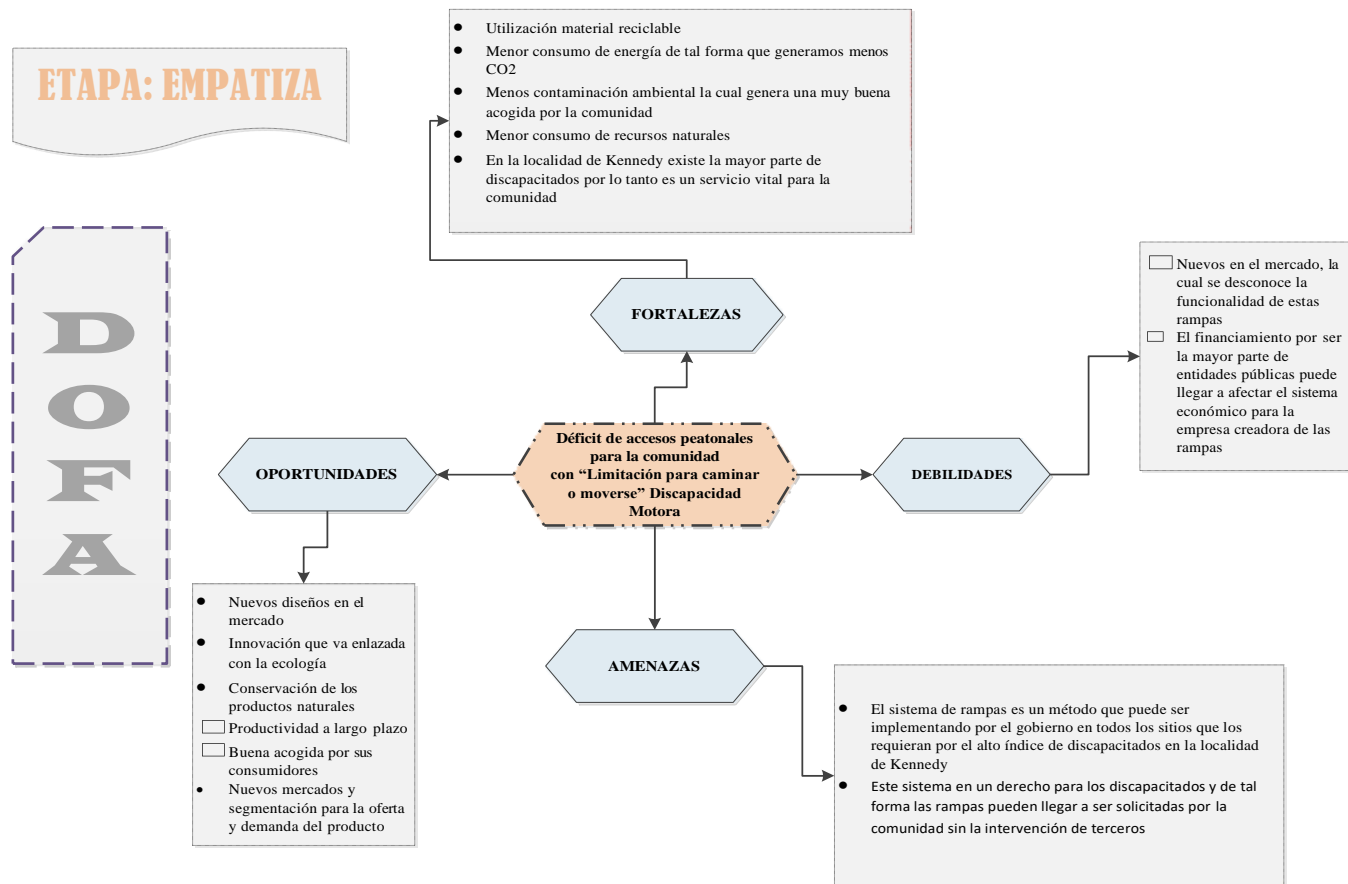 ETAPA: EMPATIZA
• Utilización material reciclable
• Menor consumo de energía de tal forma que generamos menos
CO2
• Menos contaminación ambiental la cual genera una muy buena
acogida por la comunidad
• Menor consumo de recursos naturales
• En la localidad de Kennedy existe la mayor parte de
discapacitados por lo tanto es un servicio vital para la
comunidad
D
O
F
A
FORTALEZAS
Nuevos en el mercado, la
cual se desconoce la
funcionalidad de estas
rampas
El financiamiento por ser
la mayor parte de
entidades públicas puede
llegar a afectar el sistema
económico para la
empresa creadora de las
rampas
OPORTUNIDADES
Déficit de accesos peatonales
para la comunidad
con “Limitación para caminar
o moverse” Discapacidad
Motora
DEBILIDADES
• Nuevos diseños en el
mercado
• Innovación que va enlazada
con la ecología
• Conservación de los
productos naturales
Productividad a largo plazo
Buena acogida por sus
consumidores
• Nuevos mercados y
segmentación para la oferta
y demanda del producto
AMENAZAS
• El sistema de rampas es un método que puede ser
implementando por el gobierno en todos los sitios que los
requieran por el alto índice de discapacitados en la localidad
de Kennedy
• Este sistema en un derecho para los discapacitados y de tal
forma las rampas pueden llegar a ser solicitadas por la
comunidad sin la intervención de terceros